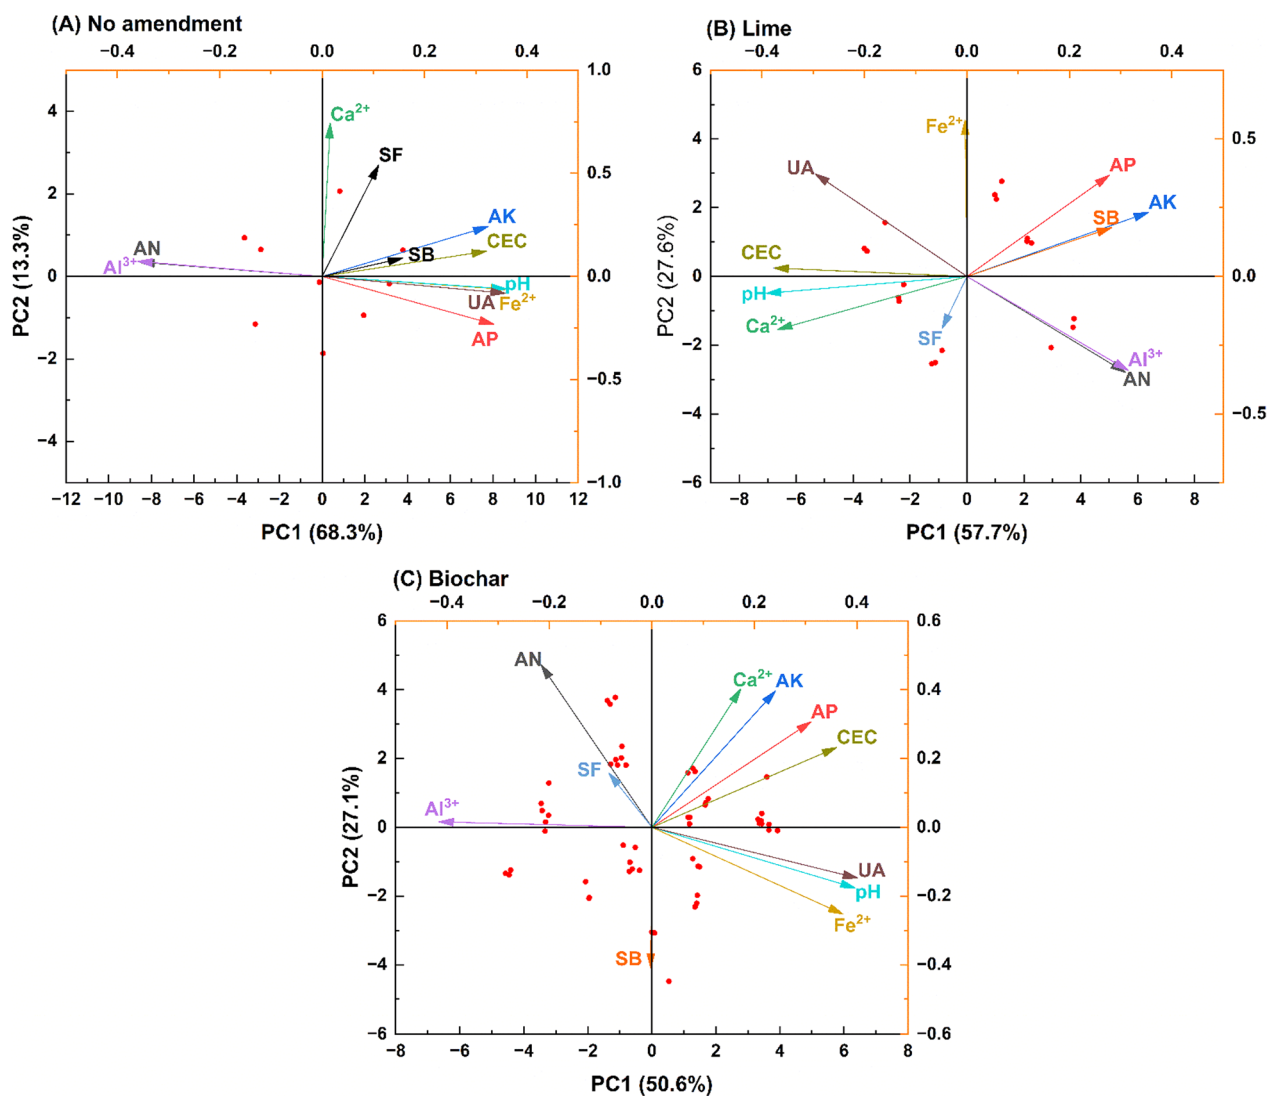 (A) No amendment
−0.4 −0.2 0.0 0.2 0.4
1.0
0.5
0.0
−0.5
−1.0
4
2
0
−2
−4
PC2 (13.3%)
Ca²⁺
SF
AK
CEC
SB
AN
Al³⁺
pH
UA
Fe²⁺
AP
−12 −10 −8 −6 −4 −2 0 2 4 6 8 10 12
PC1 (68.3%)
(B) Lime
−0.4 −0.2 0.0 0.2 0.4
6
4
2
0
−2
−4
−6
PC2 (27.6%)
0.5
0.0
−0.5
Fe²⁺
UA
AP
AK
SB
CEC
pH
Ca²⁺
SF
Al³⁺
AN
−8 −6 −4 −2 0 2 4 6 8
PC1 (57.7%)
(C) Biochar
−0.4 −0.2 0.0 0.2 0.4
6
4
2
0
−2
−4
−6
PC2 (27.1%)
0.6
0.4
0.2
0.0
−0.2
−0.4
−0.6
AN
Ca²⁺
AK
AP
CEC
SF
Al³⁺
UA
pH
Fe²⁺
SB
−8 −6 −4 −2 0 2 4 6 8
PC1 (50.6%)